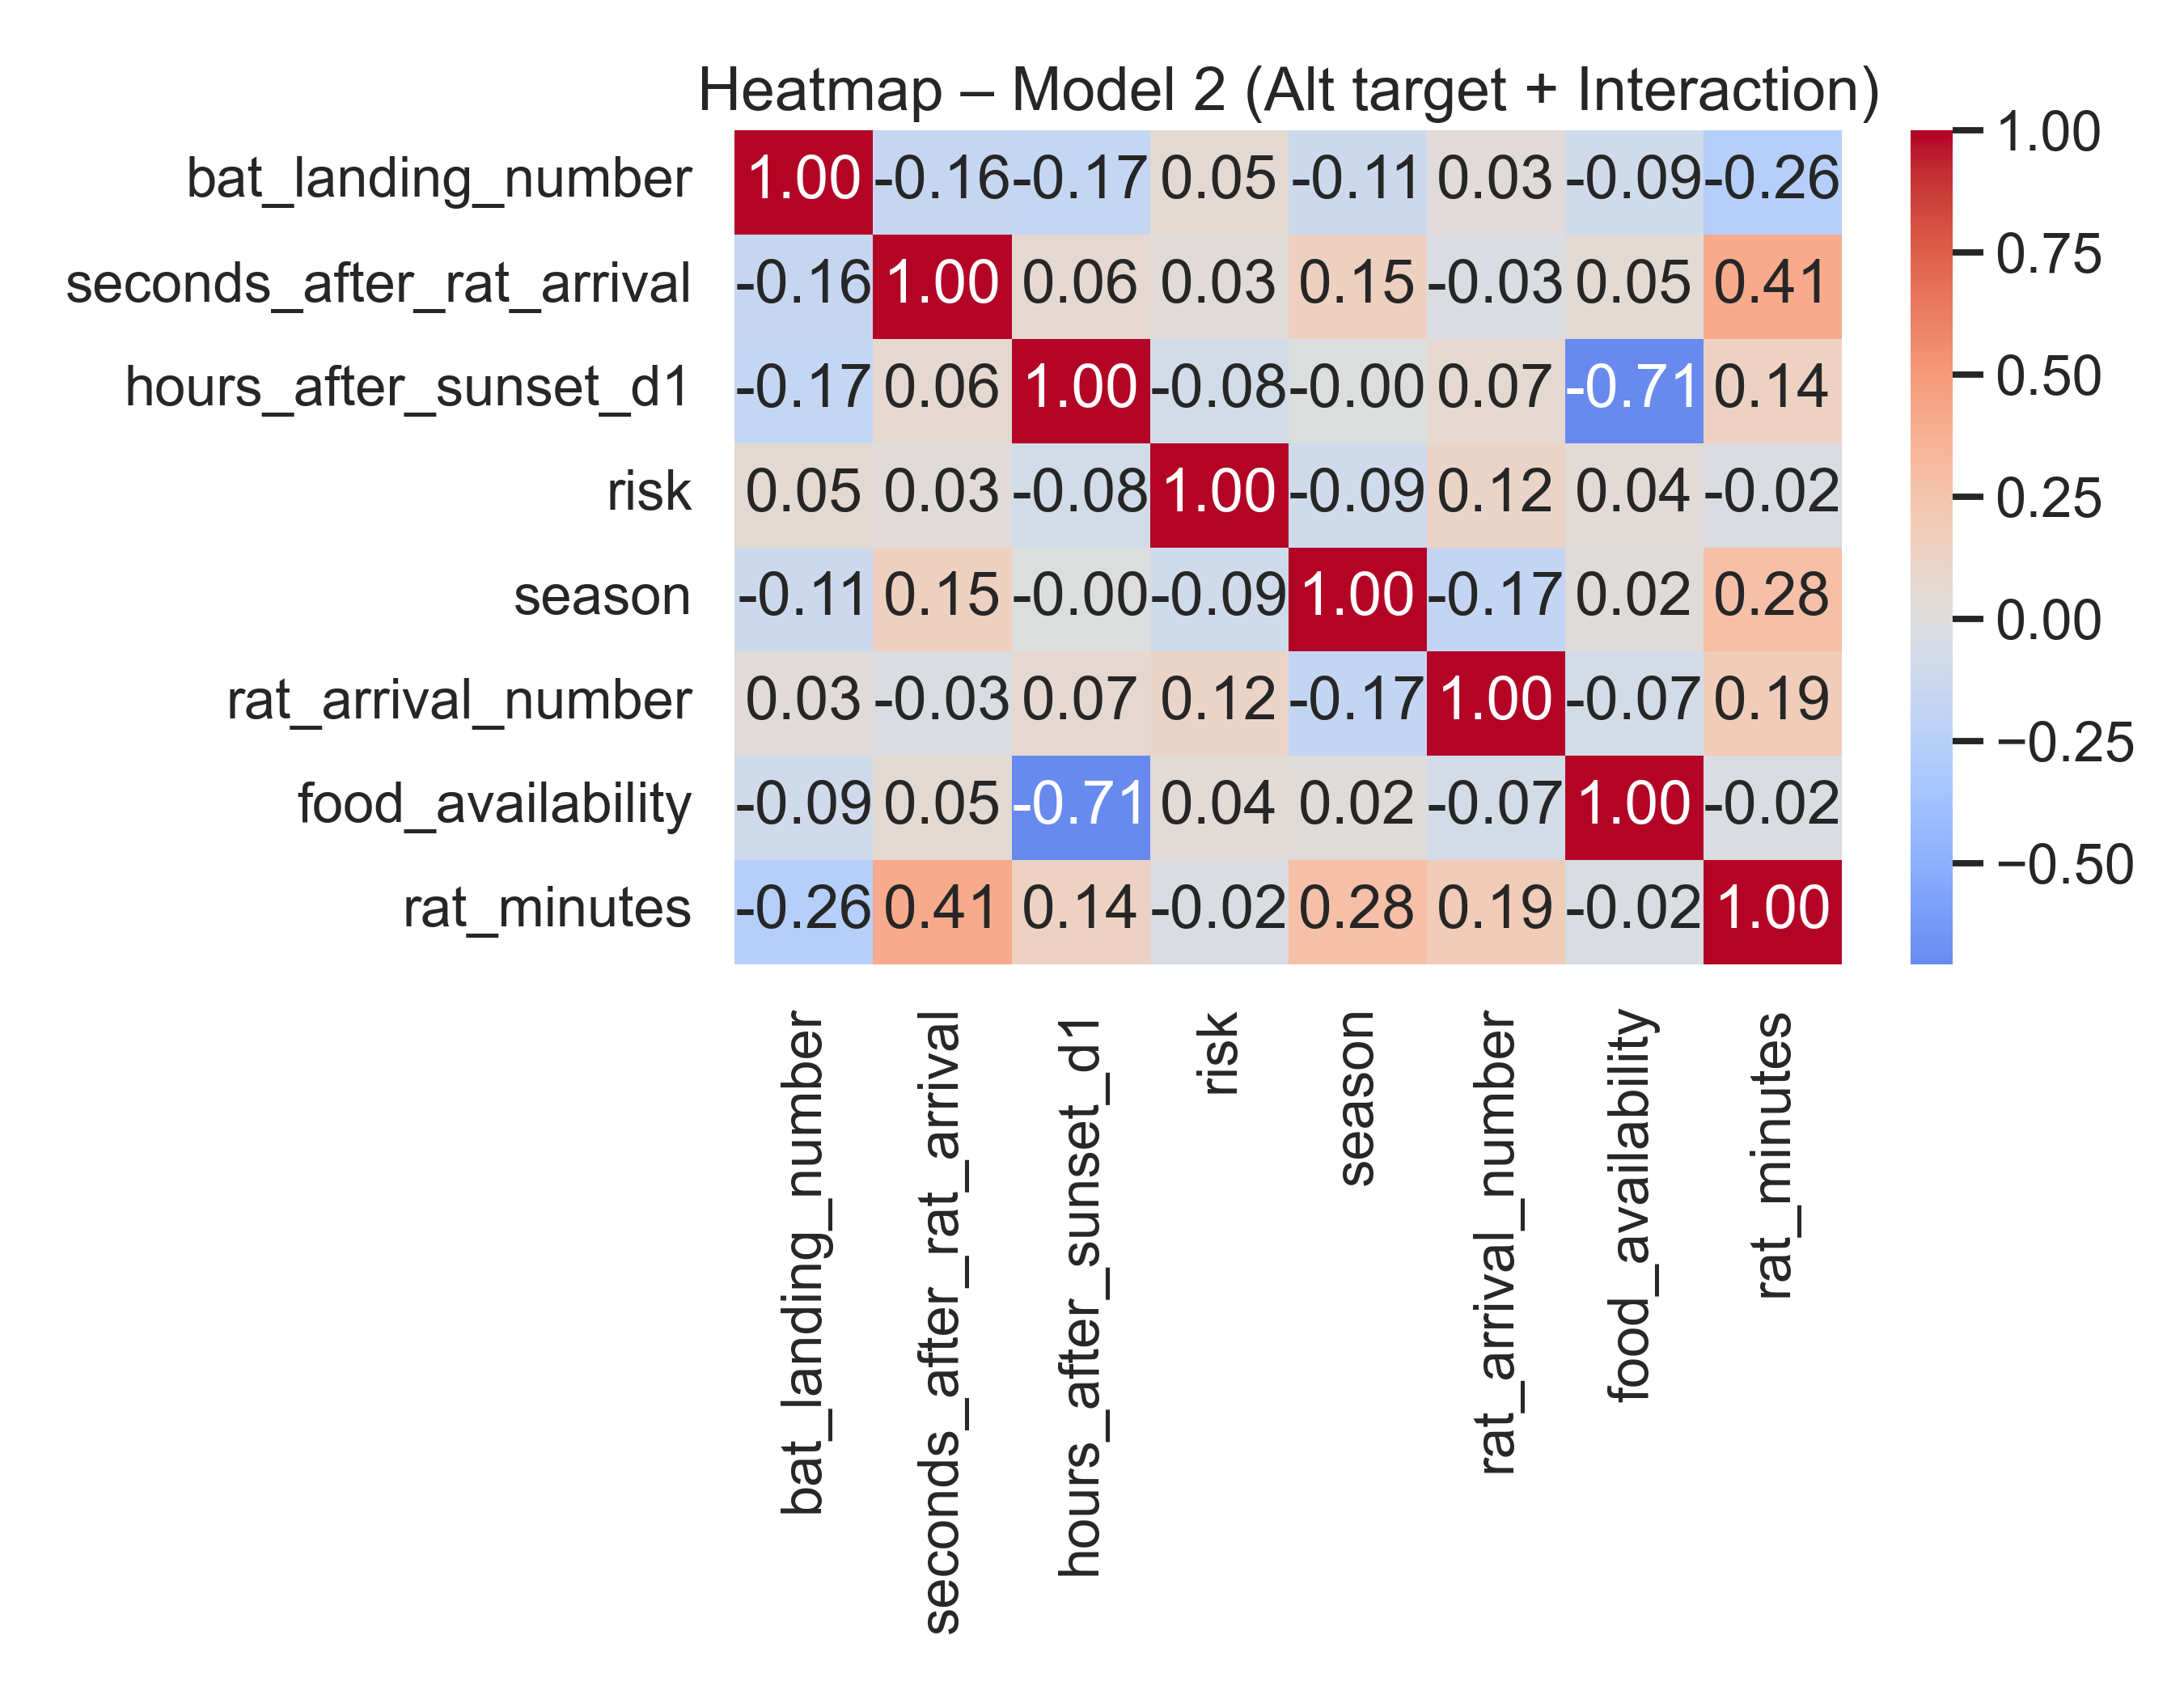 Heatmap – Model 2 (Alt target + Interaction)
bat_landing_number 1.00 -0.16 -0.17 0.05 -0.11 0.03 -0.09 -0.26
seconds_after_rat_arrival -0.16 1.00 0.06 0.03 0.15 -0.03 0.05 0.41
hours_after_sunset_d1 -0.17 0.06 1.00 -0.08 -0.00 0.07 -0.71 0.14
risk 0.05 0.03 -0.08 1.00 -0.09 0.12 0.04 -0.02
season -0.11 0.15 -0.00 -0.09 1.00 -0.17 0.02 0.28
rat_arrival_number 0.03 -0.03 0.07 0.12 -0.17 1.00 -0.07 0.19
food_availability -0.09 0.05 -0.71 0.04 0.02 -0.07 1.00 -0.02
rat_minutes -0.26 0.41 0.14 -0.02 0.28 0.19 -0.02 1.00
bat_landing_number
seconds_after_rat_arrival
hours_after_sunset_d1
risk
season
rat_arrival_number
food_availability
rat_minutes
1.00
0.75
0.50
0.25
0.00
−0.25
−0.50